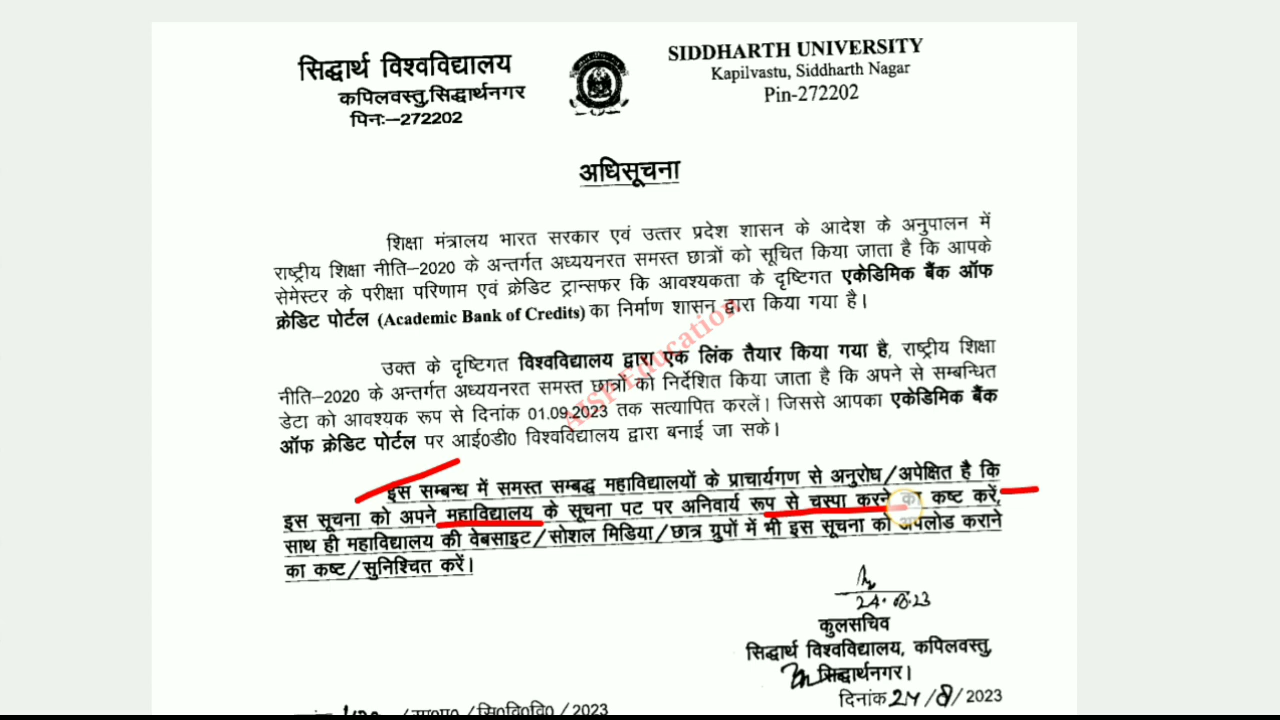 सिद्धार्थ विश्वविद्यालय
कपिलवस्तु,सिद्धार्थनगर
पिनः—272202
SIDDHARTH UNIVERSITY
Kapilvastu, Siddharth Nagar
Pin-272202
अधिसूचना
शिक्षा मंत्रालय भारत सरकार एवं उत्तर प्रदेश शासन के आदेश के अनुपालन में
राष्ट्रीय शिक्षा नीति—2020 के अन्तर्गत अध्ययनरत समस्त छात्रों को सूचित किया जाता है कि आपके
सेमेस्टर के परीक्षा परिणाम एवं क्रेडिट ट्रान्सफर कि आवश्यकता के दृष्टिगत एकेडिमिक बैंक ऑफ
क्रेडिट पोर्टल (Academic Bank of Credits) का निर्माण शासन द्वारा किया गया है।
उक्त के दृष्टिगत विश्वविद्यालय द्वारा एक लिंक तैयार किया गया है, राष्ट्रीय शिक्षा
नीति—2020 के अन्तर्गत अध्ययनरत समस्त छात्रों को निर्देशित किया जाता है कि अपने से सम्बन्धित
डेटा को आवश्यक रूप से दिनांक 01.09.2023 तक सत्यापित करलें। जिससे आपका एकेडिमिक बैंक
ऑफ क्रेडिट पोर्टल पर आई0डी0 विश्वविद्यालय द्वारा बनाई जा सके।
AISP Education
इस सम्बन्ध में समस्त सम्बद्ध महाविद्यालयों के प्राचार्यगण से अनुरोध/अपेक्षित है कि
इस सूचना को अपने महाविद्यालय के सूचना पट पर अनिवार्य रूप से चस्पा करने का कष्ट करें,
साथ ही महाविद्यालय की वेबसाइट/सोशल मिडिया/छात्र ग्रुपों में भी इस सूचना को अपलोड कराने
का कष्ट/सुनिश्चित करें।
24.08.23
कुलसचिव
सिद्धार्थ विश्वविद्यालय, कपिलवस्तु,
सिद्धार्थनगर।
दिनांक 24/8/2023
/सि0वि0वि0/2023